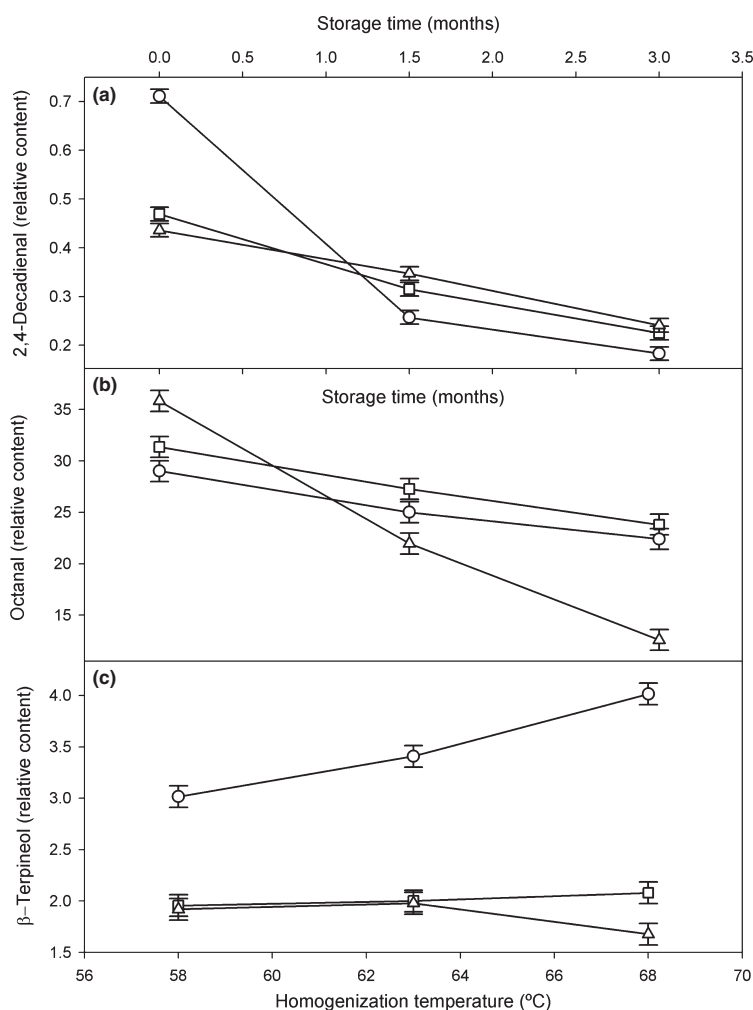 Storage time (months)
0.0 0.5 1.0 1.5 2.0 2.5 3.0 3.5
(a)
0.7
0.6
0.5
0.4
0.3
0.2
2,4-Decadienal (relative content)
(b)
Storage time (months)
35
30
25
20
15
Octanal (relative content)
(c)
4.0
3.5
3.0
2.5
2.0
1.5
β−Terpineol (relative content)
56 58 60 62 64 66 68 70
Homogenization temperature (ºC)